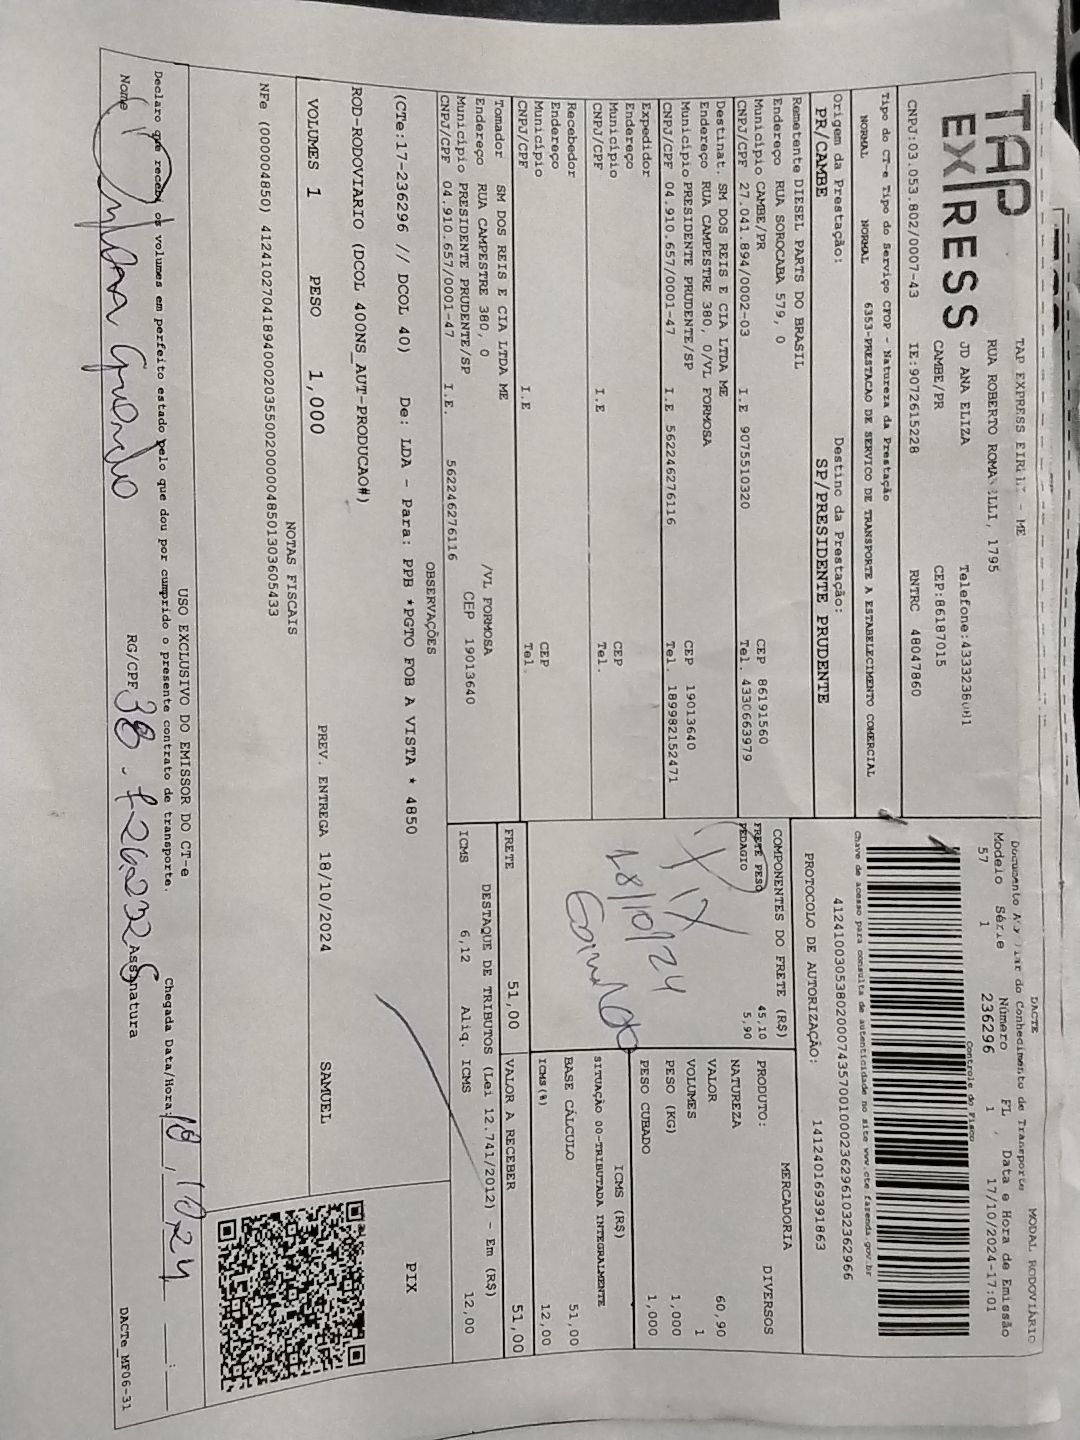 TAP EXPRESS
TAP EXPRESS EIRELI - ME
RUA ROBERTO ROMANELLI, 1795
JD ANA ELIZA
Telefone:
CAMBE/PR
CEP:86187015
CNPJ:03.053.802/0007-43 IE:9072615228 RNTRC 48047860
DACTE MODAL RODOVIÁRIO
Documento Auxiliar do Conhecimento de Transporte
Modelo Série Número FL Data e Hora de Emissão
57 1 236296 1 17/10/2024-17:01
Controle do Fisco
Tipo do CT-e Tipo do Serviço CFOP - Natureza da Prestação
NORMAL NORMAL 6353-PRESTACAO DE SERVICO DE TRANSPORTE A ESTABELECIMENTO COMERCIAL
Chave de acesso para consulta de autenticidade no site www.cte.fazenda.gov.br
41241003053802000743570010002362961032362966
Origem da Prestação: Destino da Prestação:
PR/CAMBE SP/PRESIDENTE PRUDENTE
PROTOCOLO DE AUTORIZAÇÃO: 141240169391863
Remetente DIESEL PARTS DO BRASIL
Endereço RUA SOROCABA 579, 0
Município CAMBE/PR CEP 86191560
CNPJ/CPF 27.041.894/0002-03 I.E 9075510320 Tel. 4330663979
Destinat. SM DOS REIS E CIA LTDA ME
Endereço RUA CAMPESTRE 380, 0/VL FORMOSA
Município PRESIDENTE PRUDENTE/SP CEP 19013640
CNPJ/CPF 04.910.657/0001-47 I.E 562246276116 Tel. 1899982152471
Expedidor
Endereço
Município CEP
CNPJ/CPF I.E Tel.
Recebedor
Endereço
Município CEP
CNPJ/CPF I.E Tel.
Tomador SM DOS REIS E CIA LTDA ME
Endereço RUA CAMPESTRE 380, 0 /VL FORMOSA
Município PRESIDENTE PRUDENTE/SP CEP 19013640
CNPJ/CPF 04.910.657/0001-47 I.E. 562246276116
COMPONENTES DO FRETE (R$)
FRETE PESO 45,10
PEDAGIO 5,90
PIX
18/10/24
MERCADORIA
PRODUTO: DIVERSOS
NATUREZA
VALOR 60,90
VOLUMES 1
PESO (KG) 1,000
PESO CUBADO 1,000
ICMS (R$)
SITUAÇÃO 00-TRIBUTADA INTEGRALMENTE
BASE CÁLCULO 51,00
ICMS(%) 12,00
FRETE 51,00 VALOR A RECEBER 51,00
DESTAQUE DE TRIBUTOS (Lei 12.741/2012) - Em (R$)
ICMS 6,12 Aliq. ICMS 12,00
OBSERVAÇÕES
(CTe:17-236296 // DCOL 40) De: LDA - Para: PPB *PGTO FOB A VISTA * 4850
ROD-RODOVIARIO (DCOL 400NS_AUT-PRODUCAO#)
PIX
VOLUMES 1 PESO 1,000 PREV. ENTREGA 18/10/2024 SAMUEL
NOTAS FISCAIS
NFe (000004850) 41241027041894000203550020000048501303605433
USO EXCLUSIVO DO EMISSOR DO CT-e
Declaro que recebi os volumes em perfeito estado pelo que dou por cumprido o presente contrato de transporte.
Chegada Data/Hora: 18, 10,24 __:__
Nome RG/CPF Assinatura
DACTe_MF06-31